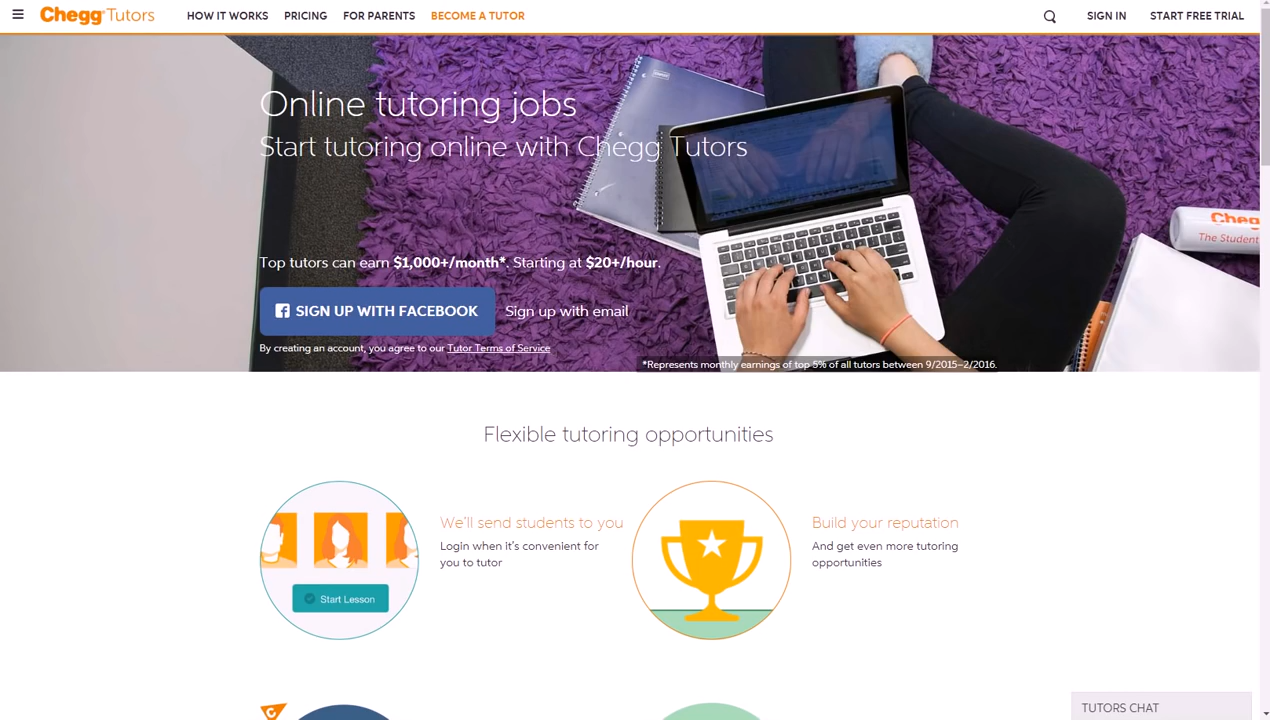 Chegg Tutors
HOW IT WORKS
PRICING
FOR PARENTS
BECOME A TUTOR
SIGN IN
START FREE TRIAL
Online tutoring jobs
Start tutoring online with Chegg Tutors
Top tutors can earn $1,000+/month*. Starting at $20+/hour.
SIGN UP WITH FACEBOOK
Sign up with email
By creating an account, you agree to our Tutor Terms of Service
*Represents monthly earnings of top 5% of all tutors between 9/2015–2/2016.
The Student
Flexible tutoring opportunities
We'll send students to you
Login when it's convenient for
you to tutor
Start Lesson
Build your reputation
And get even more tutoring
opportunities
TUTORS CHAT